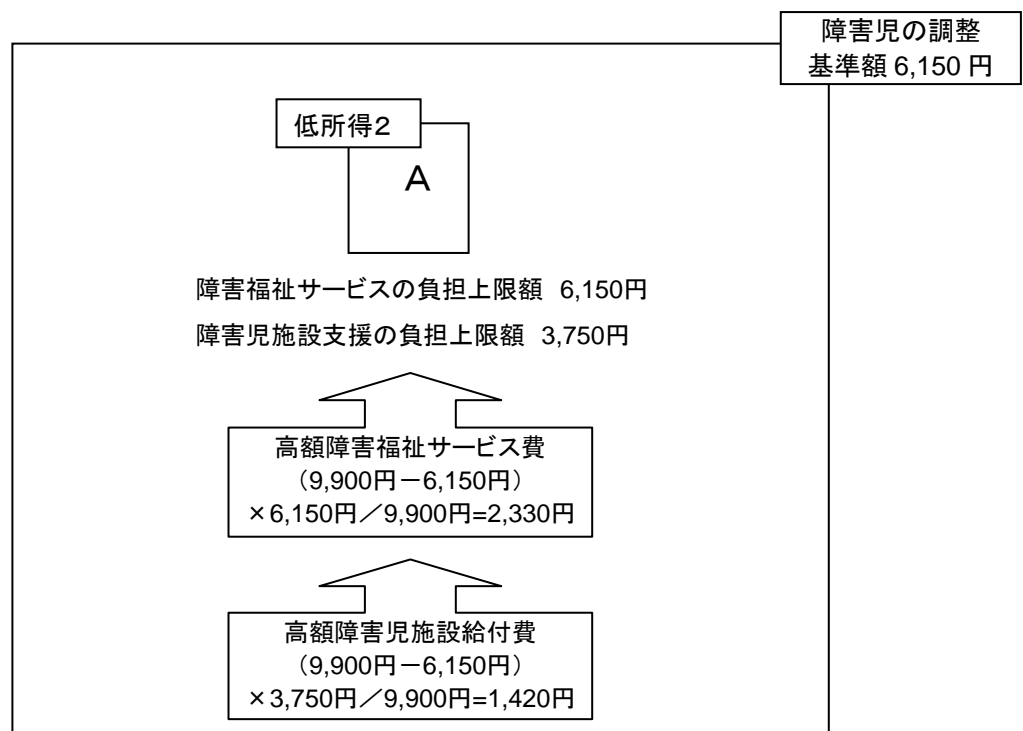 障害児の調整
基準額 6,150 円
低所得2
A
障害福祉サービスの負担上限額 6,150円
障害児施設支援の負担上限額 3,750円
高額障害福祉サービス費
（9,900円－6,150円）
×6,150円／9,900円=2,330円
高額障害児施設給付費
（9,900円－6,150円）
×3,750円／9,900円=1,420円